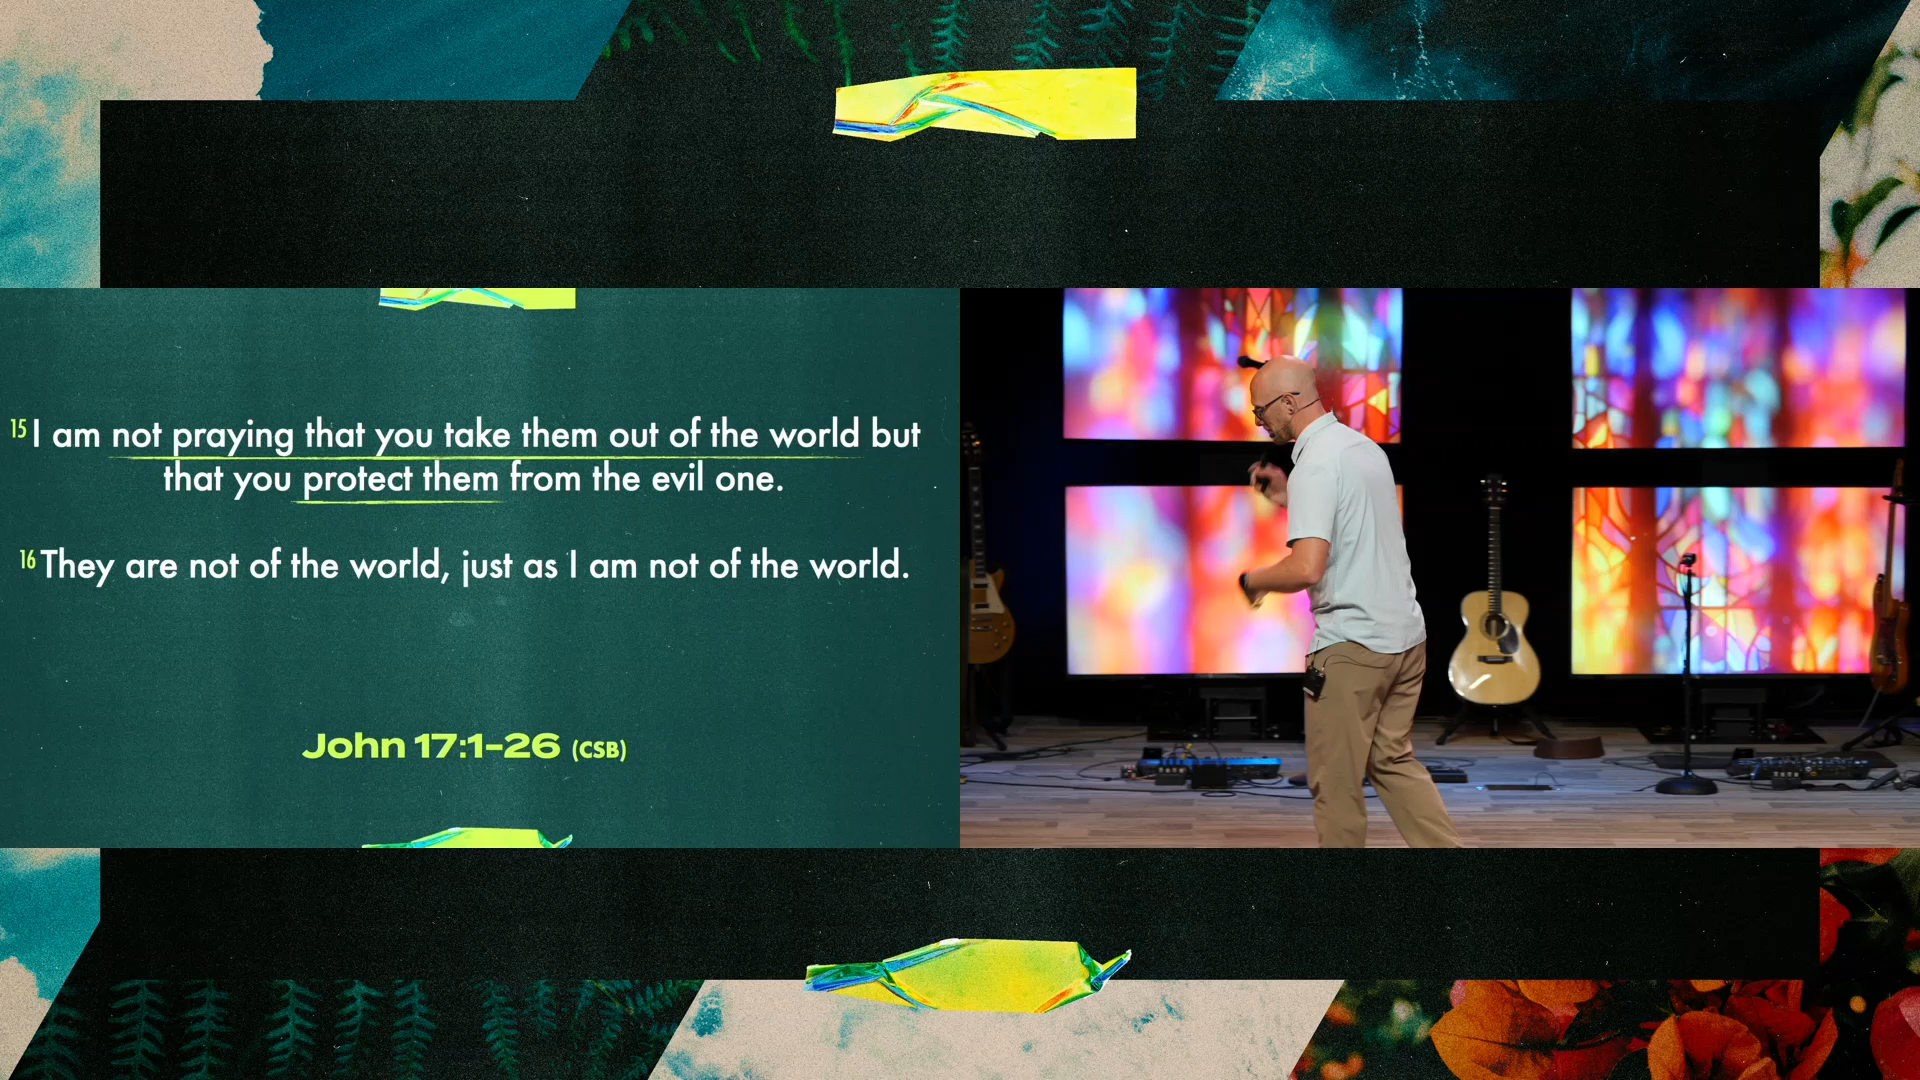 15 I am not praying that you take them out of the world but
that you protect them from the evil one.
16 They are not of the world, just as I am not of the world.
John 17:1-26 (CSB)